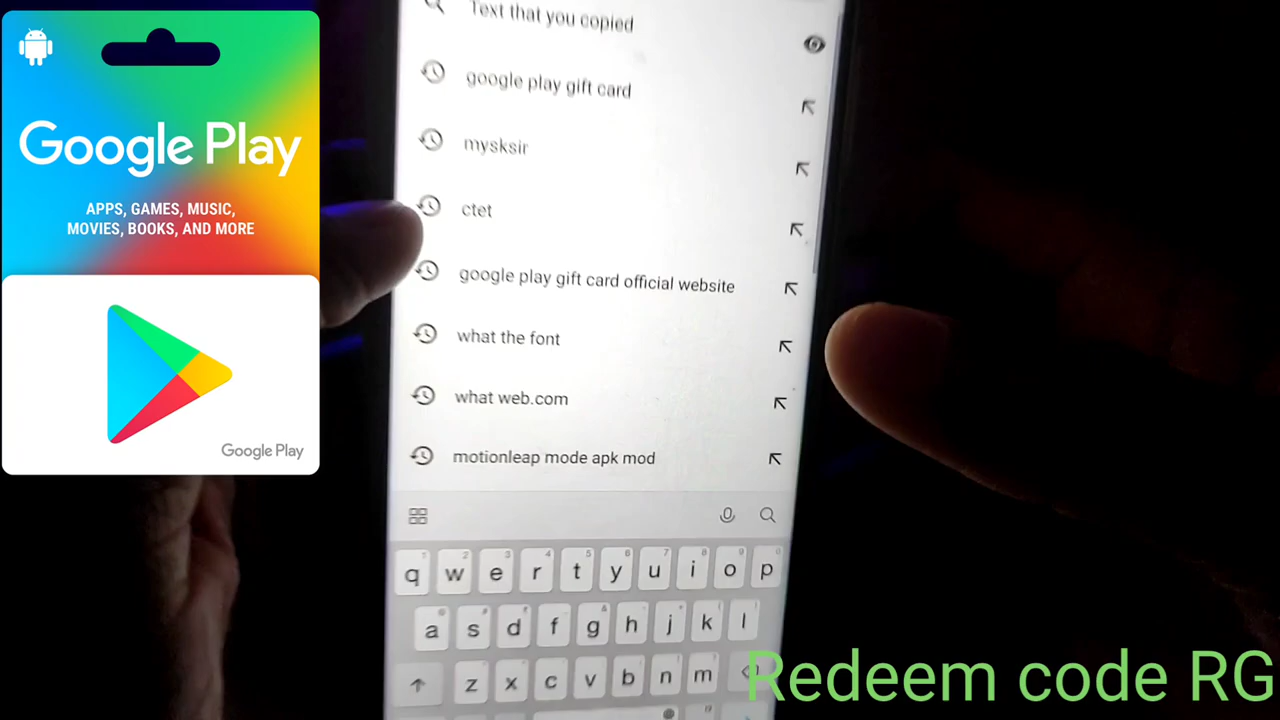 Google Play
APPS, GAMES, MUSIC,
MOVIES, BOOKS, AND MORE
Google Play
Text that you copied
google play gift card
mysksir
ctet
google play gift card official website
what the font
what web.com
motionleap mode apk mod
q w e r t y u i o p
a s d f g h j k l
z x c v b n m
Redeem code RG